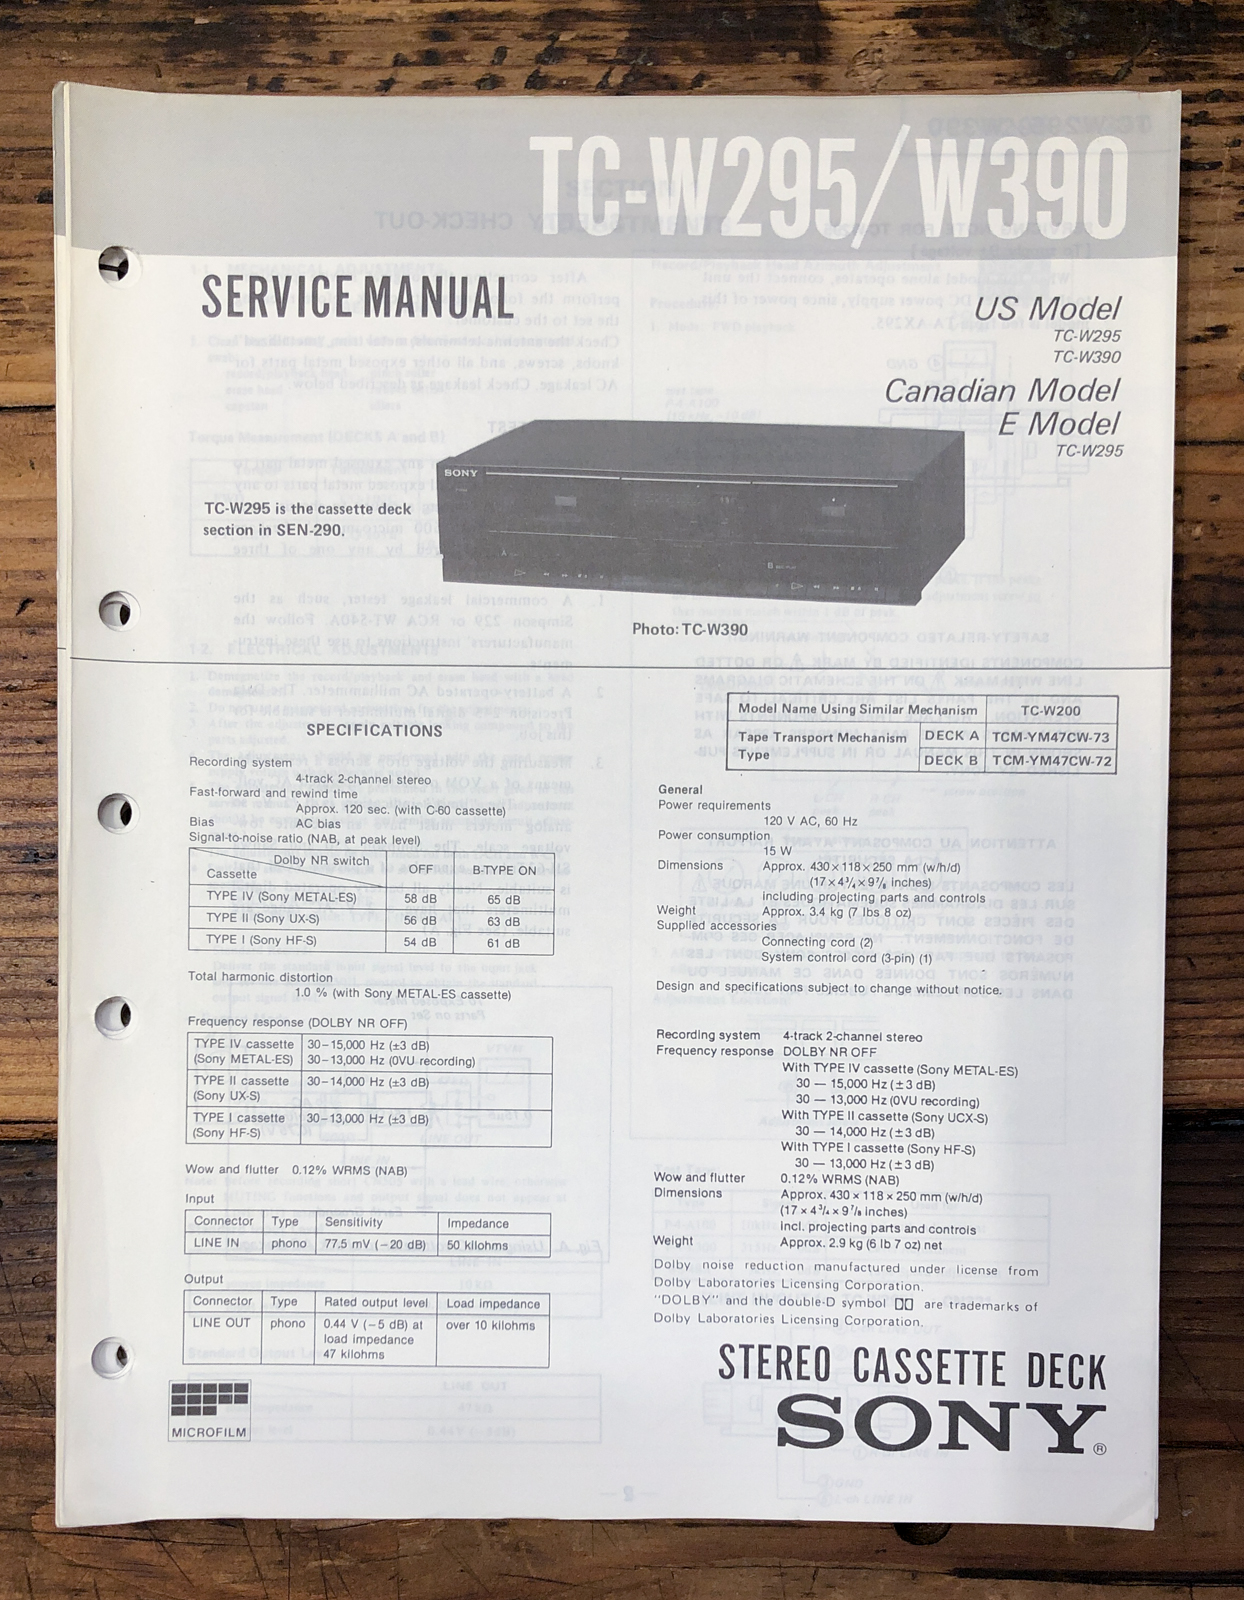 TC-W295/W390
SERVICE MANUAL
US Model
TC-W295
TC-W390
Canadian Model
E Model
TC-W295
SONY
TC-W295 is the cassette deck
section in SEN-290.
Photo: TC-W390
SPECIFICATIONS
Recording system
4-track 2-channel stereo
Fast-forward and rewind time
Approx. 120 sec. (with C-60 cassette)
Bias AC bias
Signal-to-noise ratio (NAB, at peak level)
Dolby NR switch
Cassette OFF B-TYPE ON
TYPE IV (Sony METAL-ES) 58 dB 65 dB
TYPE II (Sony UX-S) 56 dB 63 dB
TYPE I (Sony HF-S) 54 dB 61 dB
Total harmonic distortion
1.0 % (with Sony METAL-ES cassette)
Frequency response (DOLBY NR OFF)
TYPE IV cassette 30–15,000 Hz (±3 dB)
(Sony METAL-ES) 30–13,000 Hz (0VU recording)
TYPE II cassette 30–14,000 Hz (±3 dB)
(Sony UX-S)
TYPE I cassette 30–13,000 Hz (±3 dB)
(Sony HF-S)
Wow and flutter 0.12% WRMS (NAB)
Input
Connector Type Sensitivity Impedance
LINE IN phono 77.5 mV (−20 dB) 50 kilohms
Output
Connector Type Rated output level Load impedance
LINE OUT phono 0.44 V (−5 dB) at over 10 kilohms
load impedance
47 kilohms
MICROFILM
Model Name Using Similar Mechanism TC-W200
Tape Transport Mechanism DECK A TCM-YM47CW-73
Type DECK B TCM-YM47CW-72
General
Power requirements
120 V AC, 60 Hz
Power consumption
15 W
Dimensions Approx. 430×118×250 mm (w/h/d)
(17×4¾×9⅞ inches)
including projecting parts and controls
Weight Approx. 3.4 kg (7 lbs 8 oz)
Supplied accessories
Connecting cord (2)
System control cord (3-pin) (1)
Design and specifications subject to change without notice.
Recording system 4-track 2-channel stereo
Frequency response DOLBY NR OFF
With TYPE IV cassette (Sony METAL-ES)
30 — 15,000 Hz (±3 dB)
30 — 13,000 Hz (0VU recording)
With TYPE II cassette (Sony UCX-S)
30 — 14,000 Hz (±3 dB)
With TYPE I cassette (Sony HF-S)
30 — 13,000 Hz (±3 dB)
Wow and flutter 0.12% WRMS (NAB)
Dimensions Approx. 430 x 118 x 250 mm (w/h/d)
(17 × 4¾ × 9⅞ inches)
incl. projecting parts and controls
Weight Approx. 2.9 kg (6 lb 7 oz) net
Dolby noise reduction manufactured under license from
Dolby Laboratories Licensing Corporation.
"DOLBY" and the double-D symbol are trademarks of
Dolby Laboratories Licensing Corporation.
STEREO CASSETTE DECK
SONY®